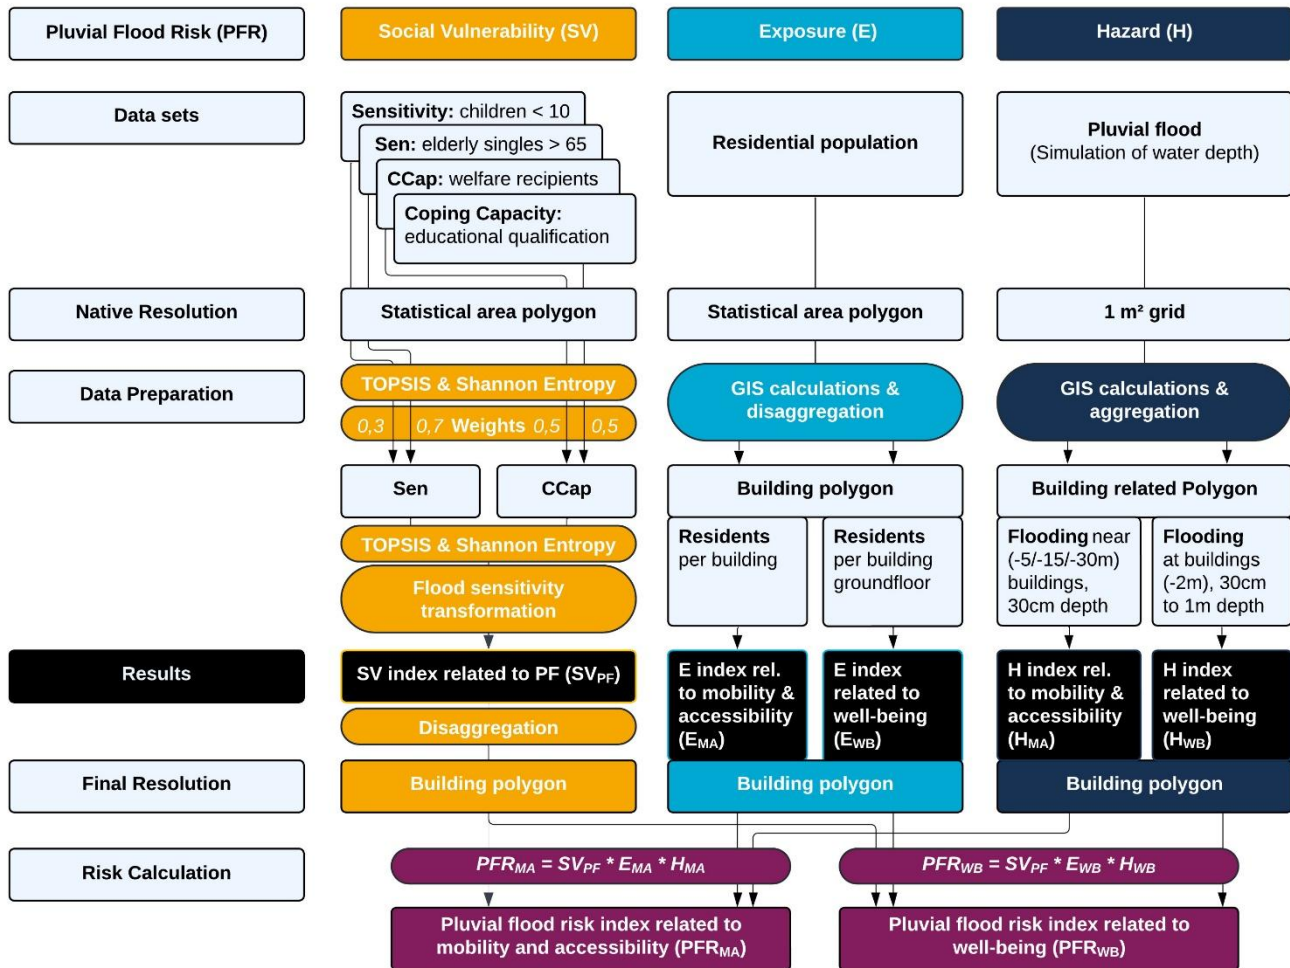 Pluvial Flood Risk (PFR)
Social Vulnerability (SV)
Exposure (E)
Hazard (H)
Data sets
Sensitivity: children < 10
Sen: elderly singles > 65
CCap: welfare recipients
Coping Capacity:
educational qualification
Residential population
Pluvial flood
(Simulation of water depth)
Native Resolution
Statistical area polygon
Statistical area polygon
1 m² grid
Data Preparation
TOPSIS & Shannon Entropy
0,3 0,7 Weights 0,5 0,5
GIS calculations &
disaggregation
GIS calculations &
aggregation
Sen
CCap
Building polygon
Building related Polygon
TOPSIS & Shannon Entropy
Flood sensitivity
transformation
Residents
per building
Residents
per building
groundfloor
Flooding near
(-5/-15/-30m)
buildings,
30cm depth
Flooding
at buildings
(-2m), 30cm
to 1m depth
Results
SV index related to PF (SVPF)
Disaggregation
E index rel.
to mobility &
accessibility
(EMA)
E index
related to
well-being
(EWB)
H index rel.
to mobility &
accessibility
(HMA)
H index
related to
well-being
(HWB)
Final Resolution
Building polygon
Building polygon
Building polygon
Risk Calculation
PFRMA = SVPF * EMA * HMA
PFRWB = SVPF * EWB * HWB
Pluvial flood risk index related to
mobility and accessibility (PFRMA)
Pluvial flood risk index related to
well-being (PFRWB)